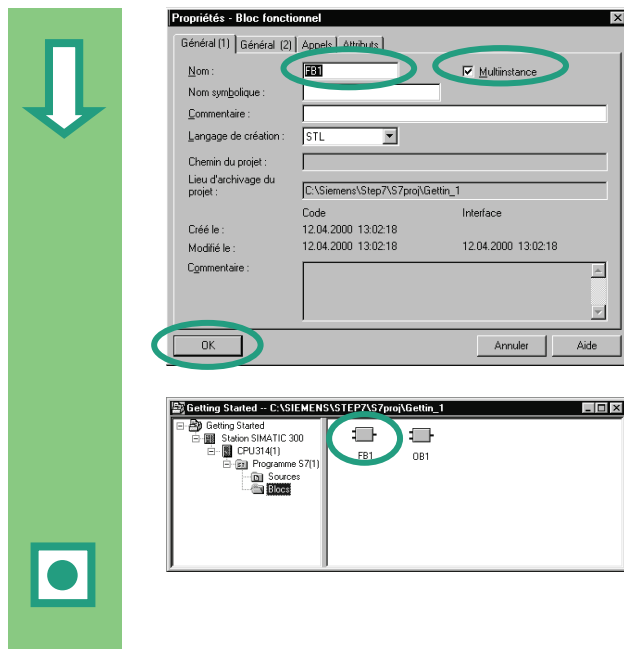 Propriétés - Bloc fonctionnel
Général (1) Général (2) Appels Attributs
Nom : FB1 Multiinstance
Nom symbolique :
Commentaire :
Langage de création : STL
Chemin du projet :
Lieu d'archivage du
projet : C:\Siemens\Step7\S7proj\Gettin_1
Code Interface
Créé le : 12.04.2000 13:02:18
Modifié le : 12.04.2000 13:02:18 12.04.2000 13:02:18
Commentaire :
OK Annuler Aide
Getting Started -- C:\SIEMENS\STEP7\S7proj\Gettin_1
Getting Started
Station SIMATIC 300
CPU314(1)
Programme S7(1)
Sources
Blocs
FB1 OB1